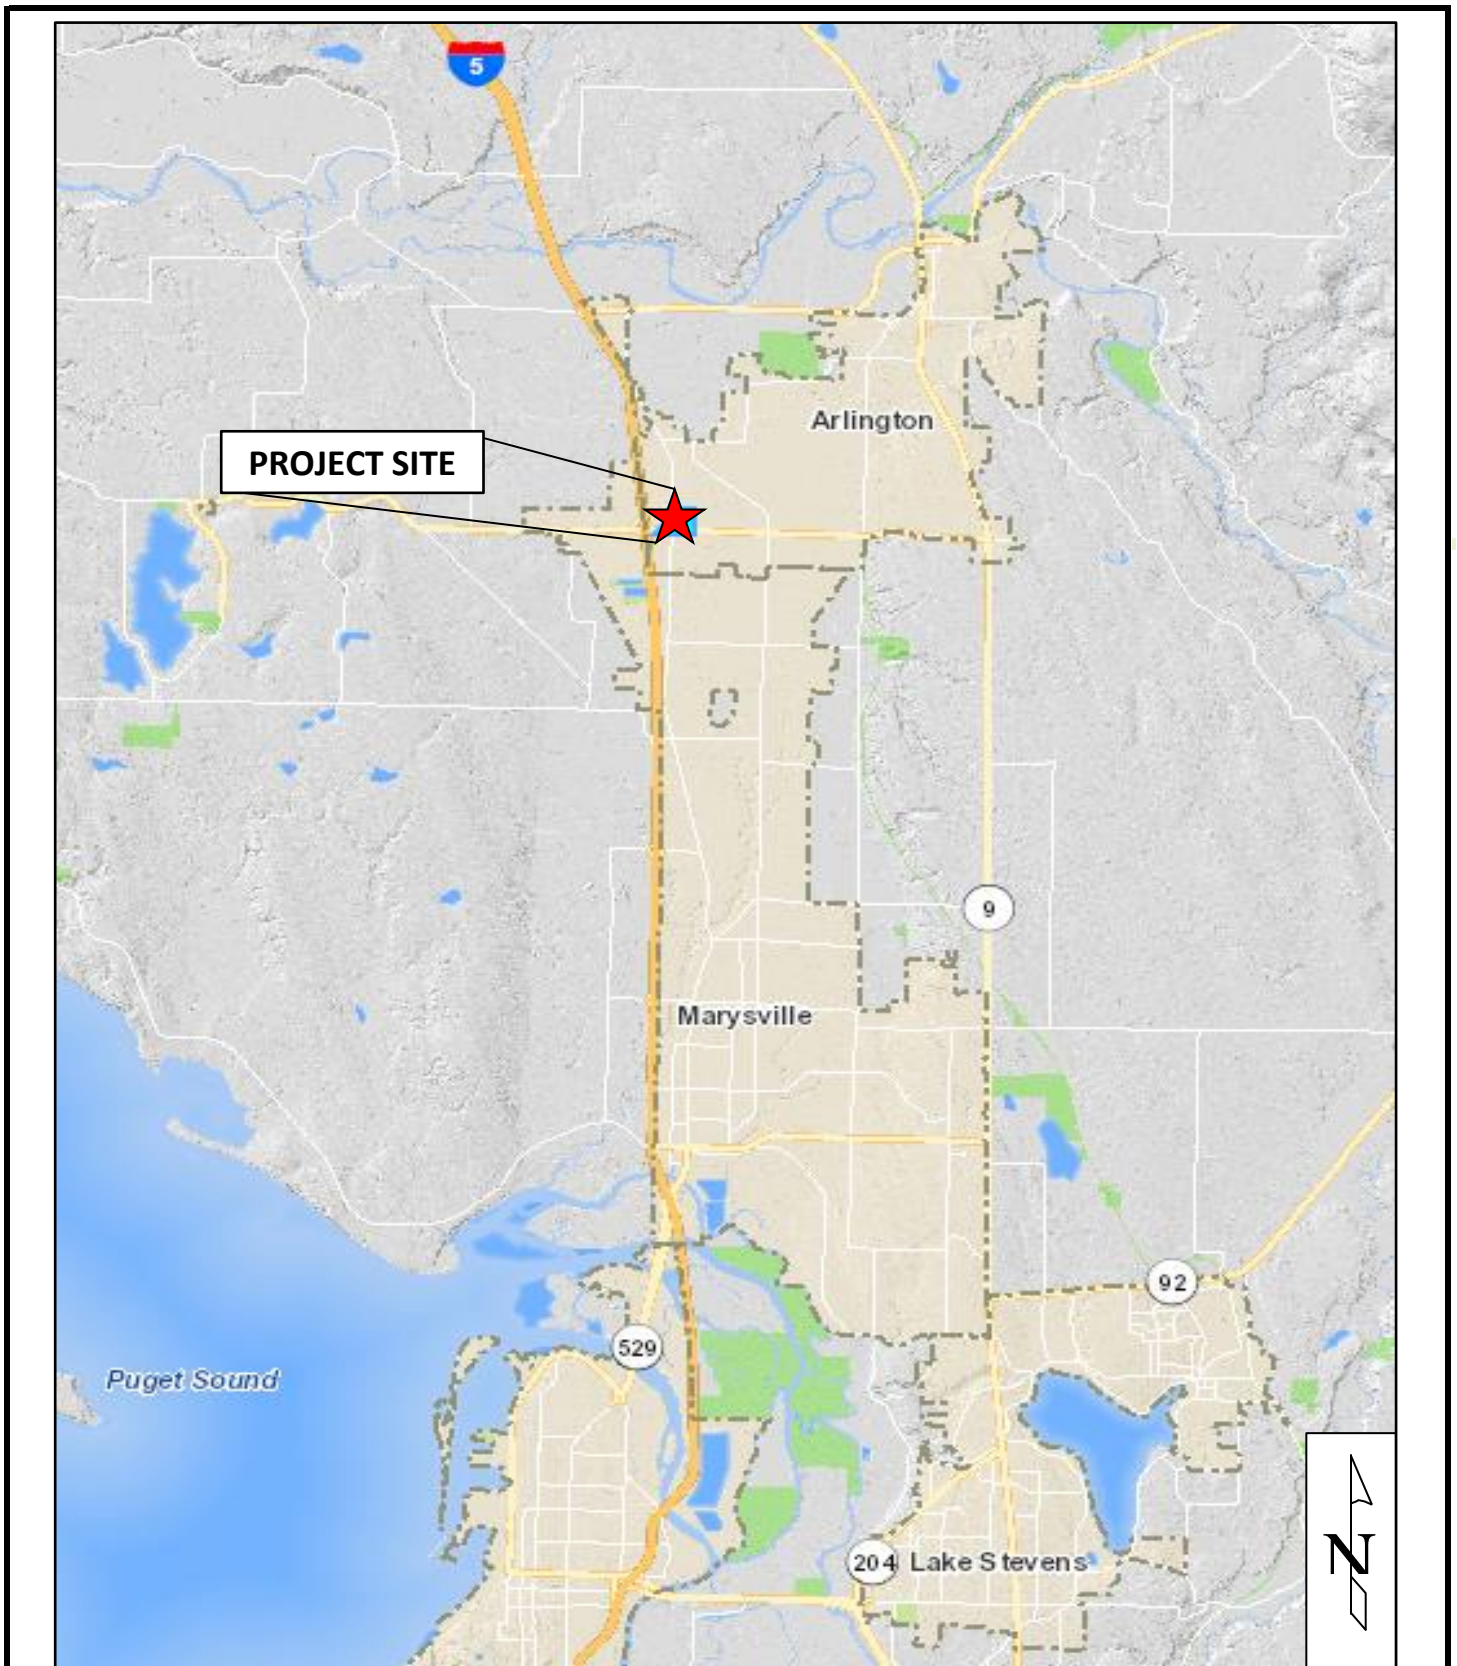 5
Arlington
PROJECT SITE
9
Marysville
92
529
Puget Sound
204
Lake Stevens
N